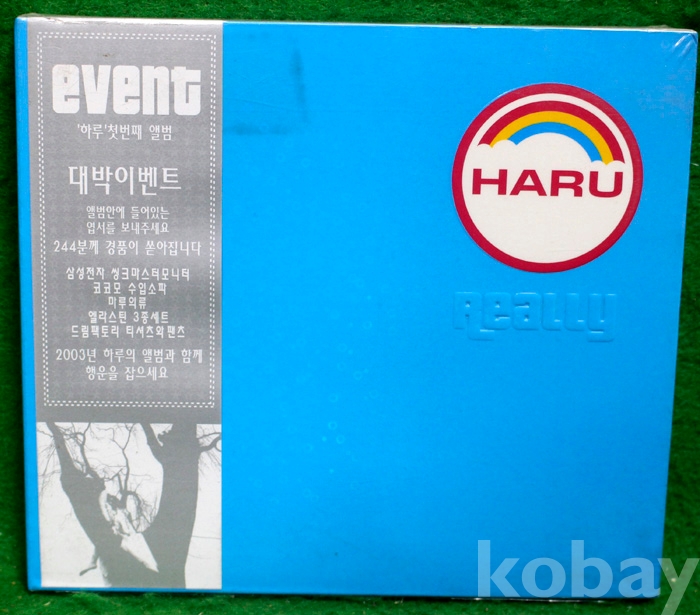 event
'하루'첫번째 앨범
대박이벤트
앨범안에 들어있는
엽서를 보내주세요
244분께 경품이 쏟아집니다
삼성전자 씽크마스터모니터
코코모 수입소파
마루의류
엘리스틴 3종세트
드림팩토리 티셔츠와팬츠
2003년 하루의 앨범과 함께
행운을 잡으세요
HARU
Really
kobay